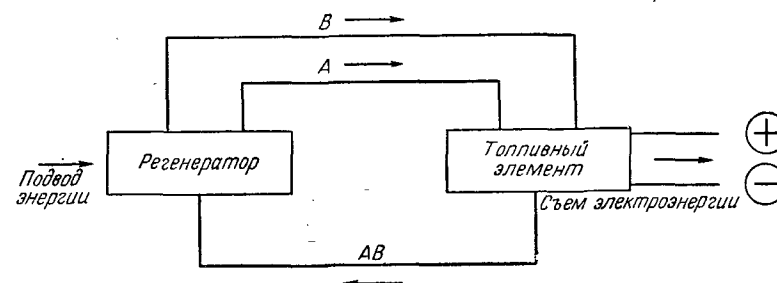 B
A
Подвод
энергии
Регенератор
Топливный
элемент
+
−
Съем электроэнергии
AB